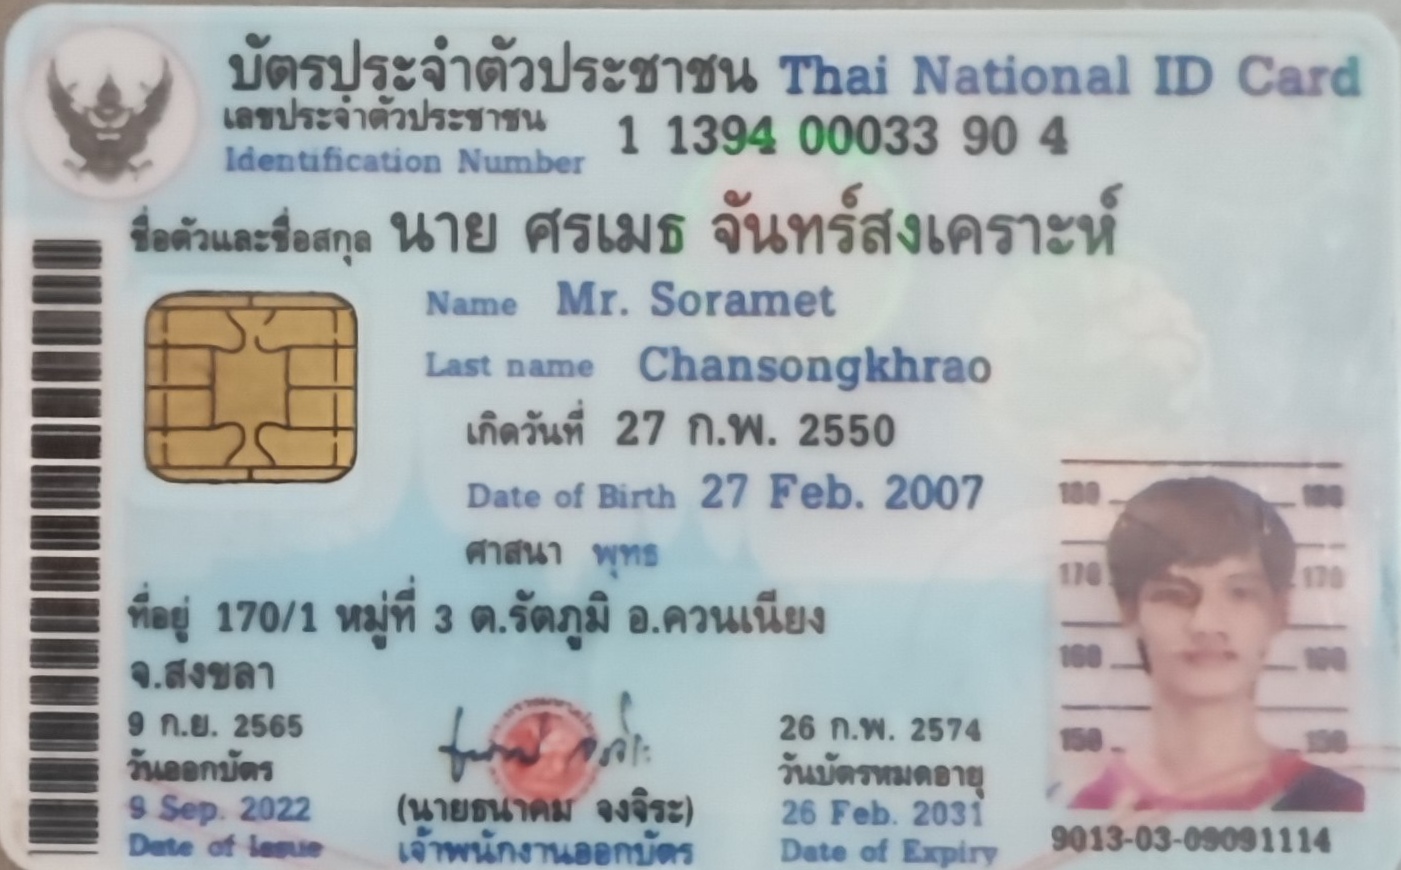 บัตรประจำตัวประชาชน Thai National ID Card
เลขประจำตัวประชาชน 1 1394 00033 90 4
Identification Number
ชื่อตัวและชื่อสกุล นาย ศรเมธ จันทร์สงเคราะห์
Name Mr. Soramet
Last name Chansongkhrao
เกิดวันที่ 27 ก.พ. 2550
Date of Birth 27 Feb. 2007
ศาสนา พุทธ
ที่อยู่ 170/1 หมู่ที่ 3 ต.รัตภูมิ อ.ควนเนียง
จ.สงขลา
9 ก.ย. 2565
วันออกบัตร
9 Sep. 2022
Date of Issue
(นายธนาคม จงจิระ)
เจ้าพนักงานออกบัตร
26 ก.พ. 2574
วันบัตรหมดอายุ
26 Feb. 2031
Date of Expiry
180 180
170 170
160 160
150 150
9013-03-09091114